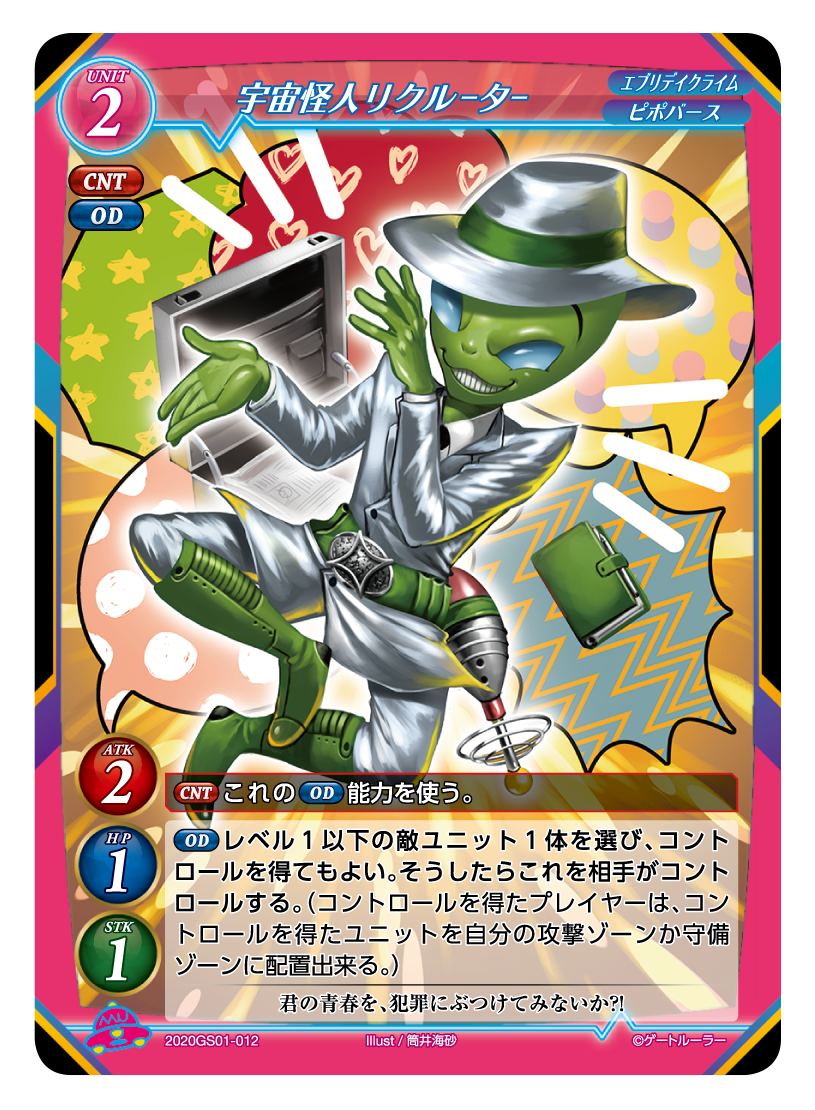 UNIT
2
宇宙怪人リクルーター
エブリデイクライム
ピポバース
CNT
OD
ATK
2
HP
1
STK
1
CNT これの OD 能力を使う。
OD レベル1以下の敵ユニット1体を選び、コント
ロールを得てもよい。そうしたらこれを相手がコント
ロールする。(コントロールを得たプレイヤーは、コン
トロールを得たユニットを自分の攻撃ゾーンか守備
ゾーンに配置出来る。)
君の青春を、犯罪にぶつけてみないか?!
MU
2020GS01-012
Illust / 筒井海砂
©ゲートルーラー